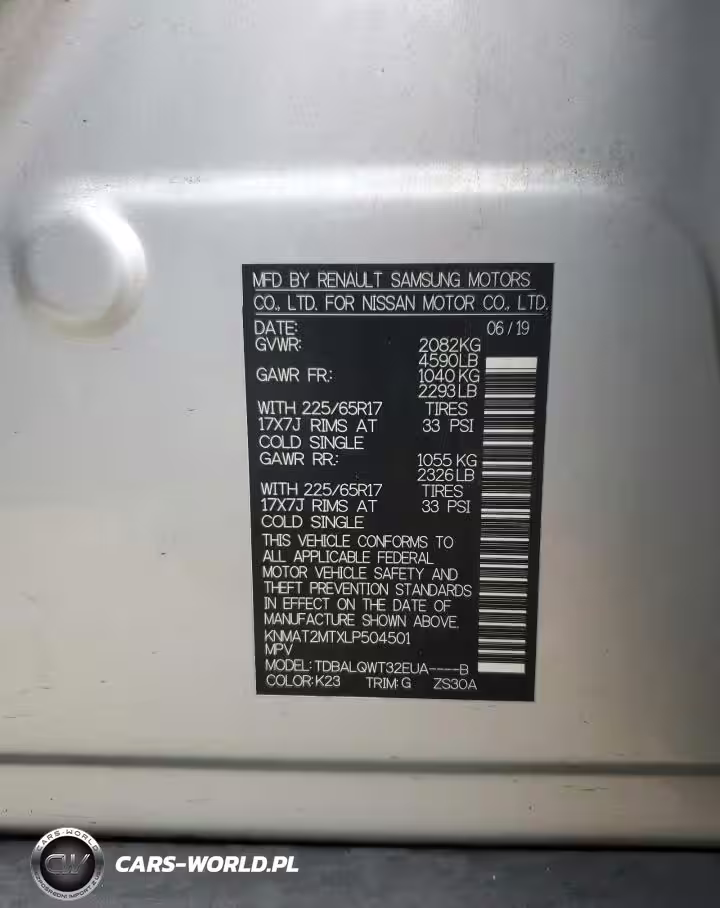 MFD BY RENAULT SAMSUNG MOTORS
CO., LTD. FOR NISSAN MOTOR CO., LTD.
DATE: 06/19
GVWR: 2082KG
4590LB
GAWR FR.: 1040 KG
2293LB
WITH 225/65R17 TIRES
17X7J RIMS AT 33 PSI
COLD SINGLE
GAWR RR.: 1055 KG
2326LB
WITH 225/65R17 TIRES
17X7J RIMS AT 33 PSI
COLD SINGLE
THIS VEHICLE CONFORMS TO
ALL APPLICABLE FEDERAL
MOTOR VEHICLE SAFETY AND
THEFT PREVENTION STANDARDS
IN EFFECT ON THE DATE OF
MANUFACTURE SHOWN ABOVE.
KNMAT2MTXLP504501
MPV
MODEL: TDBALQWT32EUA----B
COLOR: K23 TRIM: G ZS30A
CARS-WORLD
CW
CARS-WORLD.PL